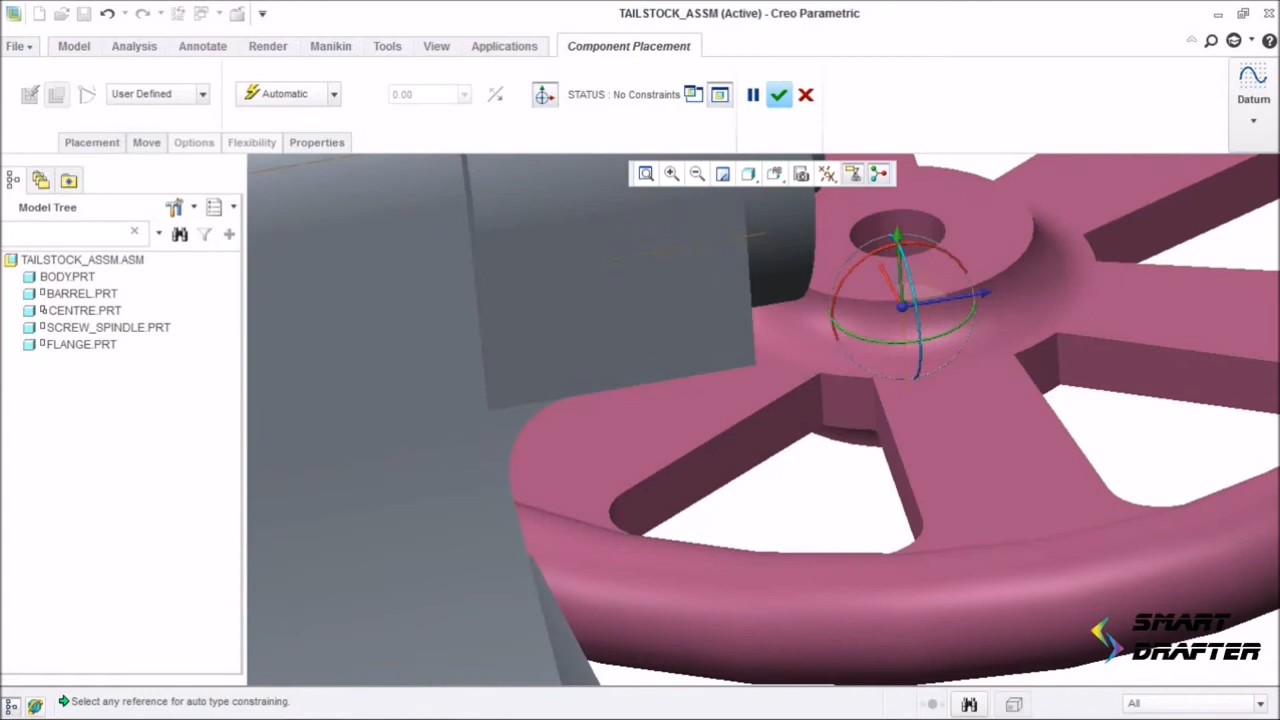 TAILSTOCK_ASSM (Active) - Creo Parametric
File Model Analysis Annotate Render Manikin Tools View Applications Component Placement
User Defined Automatic 0.00 STATUS : No Constraints Datum
Placement Move Options Flexibility Properties
Model Tree
TAILSTOCK_ASSM.ASM
BODY.PRT
BARREL.PRT
CENTRE.PRT
SCREW_SPINDLE.PRT
FLANGE.PRT
SMART
DRAFTER
Select any reference for auto type constraining.
All